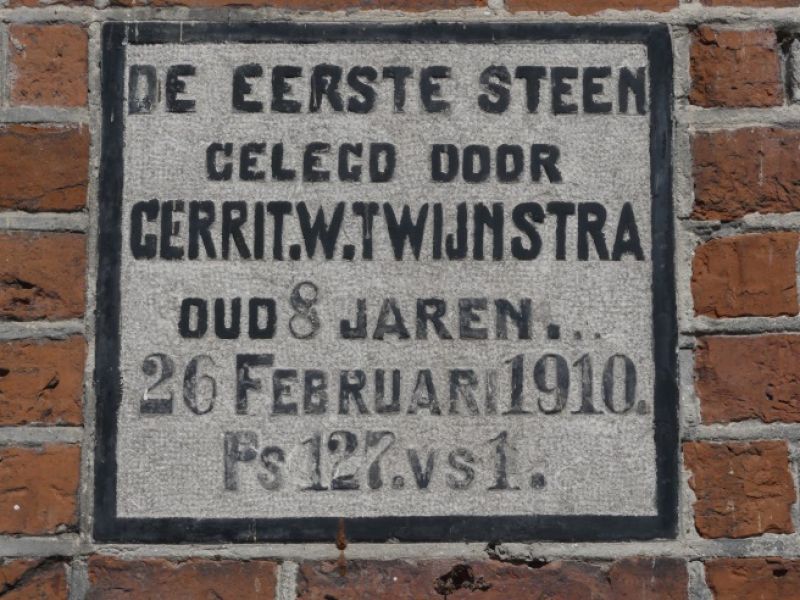 DE EERSTE STEEN
GELEGD DOOR
GERRIT.W.TWIJNSTRA
OUD 8 JAREN...
26 FEBRUARI 1910.
Ps 127. vs 1.